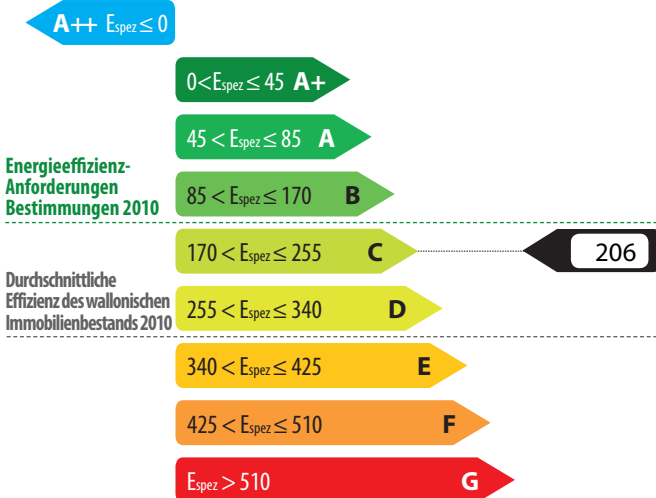 A++ Espez ≤ 0
0<Espez ≤ 45 A+
45 < Espez ≤ 85 A
Energieeffizienz-
Anforderungen
Bestimmungen 2010
85 < Espez ≤ 170 B
170 < Espez ≤ 255 C
206
Durchschnittliche
Effizienz des wallonischen
Immobilienbestands 2010
255 < Espez ≤ 340 D
340 < Espez ≤ 425 E
425 < Espez ≤ 510 F
Espez > 510 G